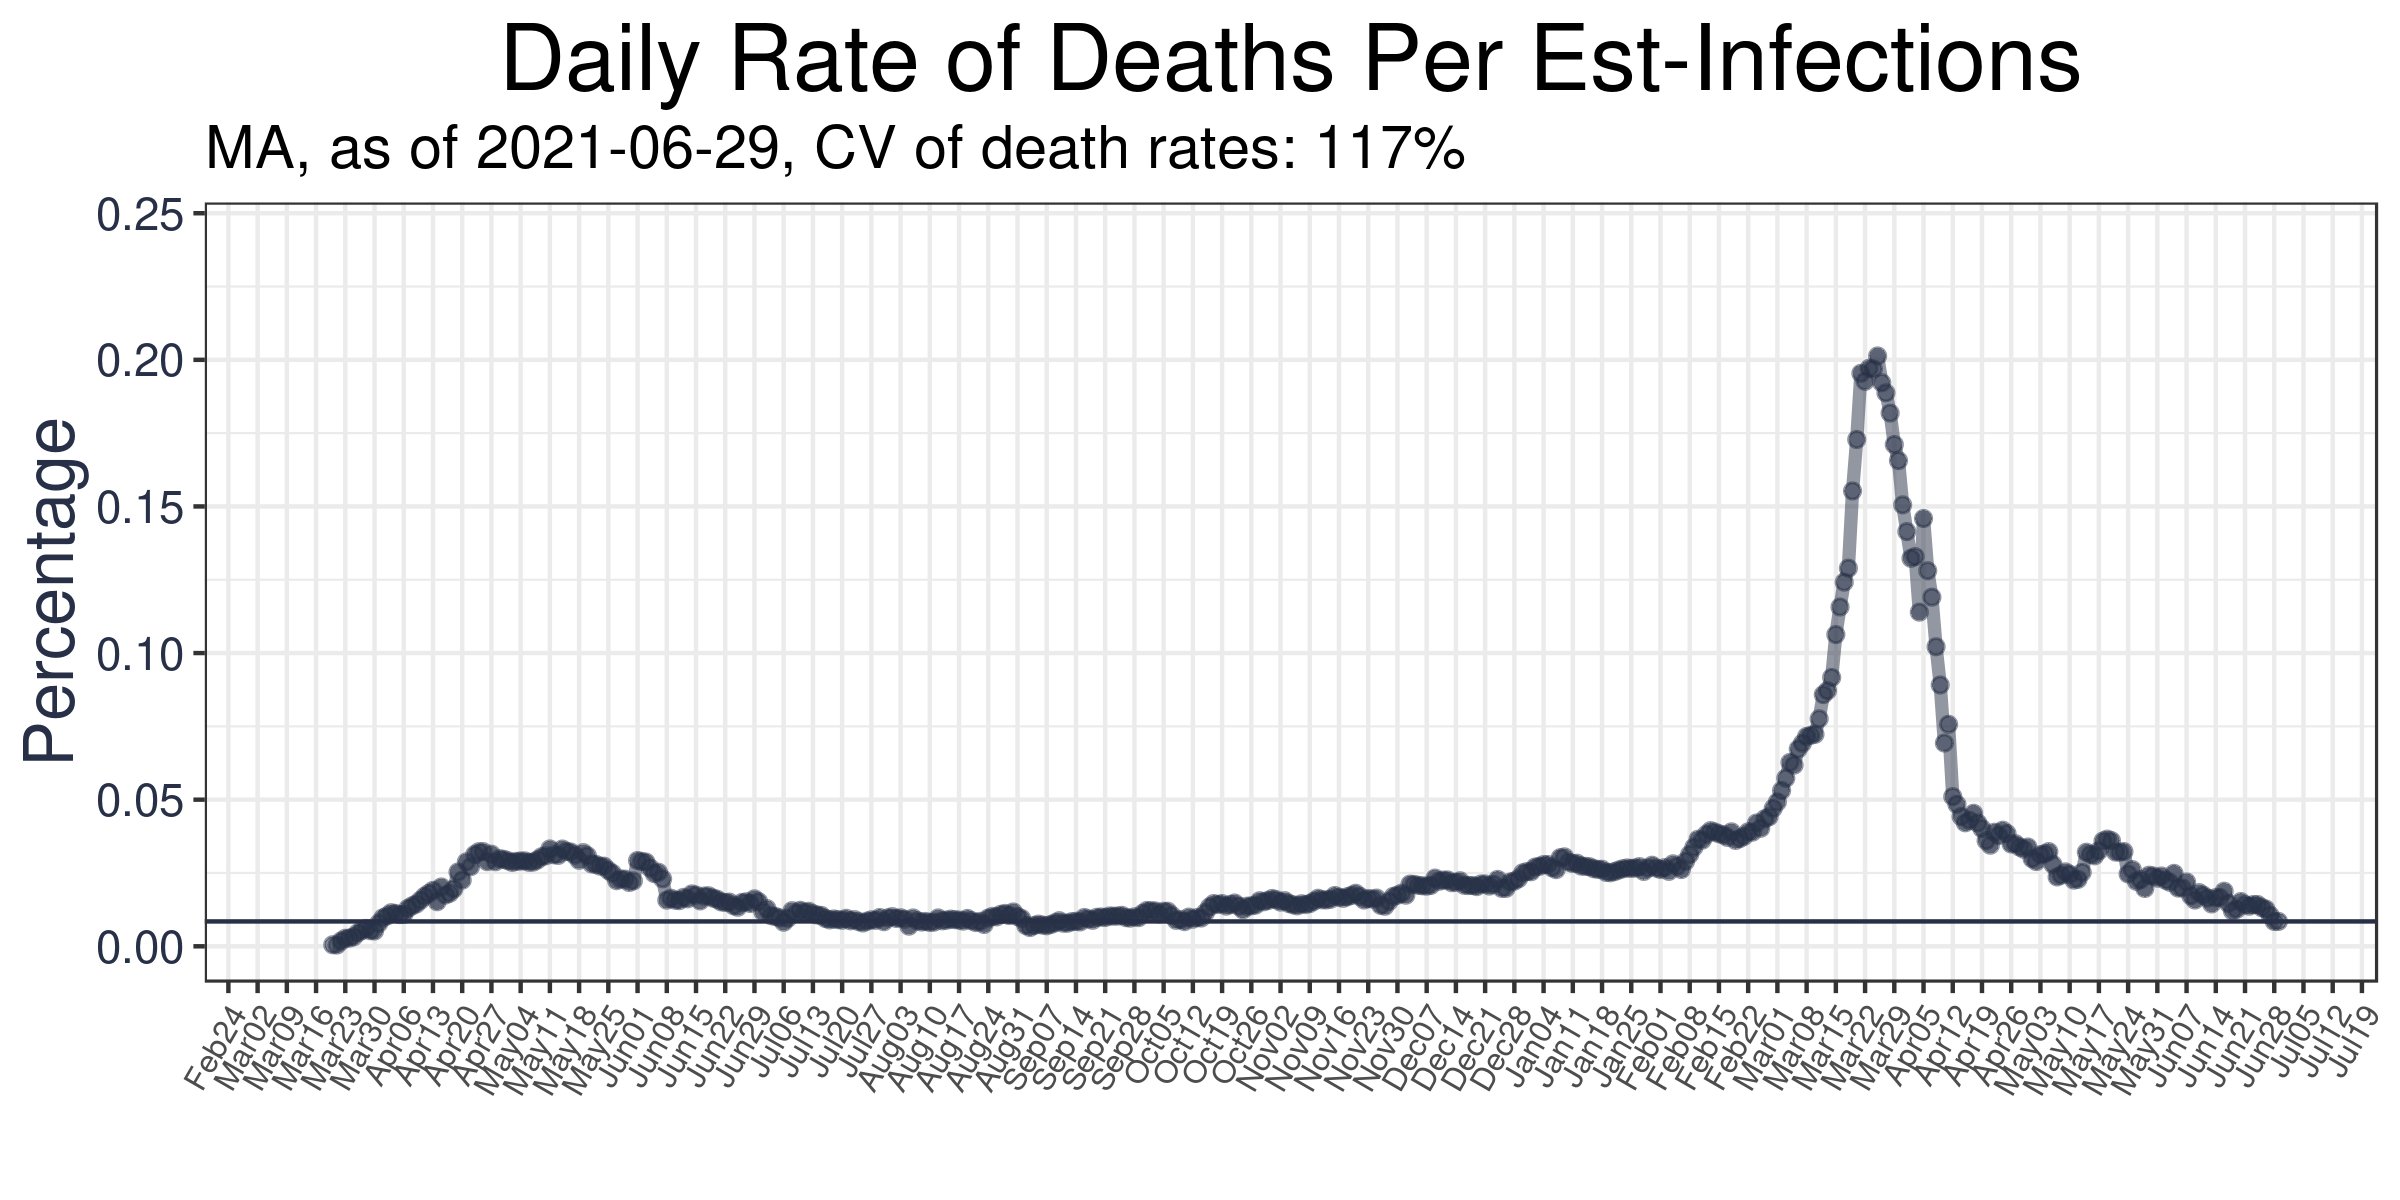 Daily Rate of Deaths Per Est-Infections
MA, as of 2021-06-29, CV of death rates: 117%
Percentage
0.25
0.20
0.15
0.10
0.05
0.00
Feb24
Mar02
Mar09
Mar16
Mar23
Mar30
Apr06
Apr13
Apr20
Apr27
May04
May11
May18
May25
Jun01
Jun08
Jun15
Jun22
Jun29
Jul06
Jul13
Jul20
Jul27
Aug03
Aug10
Aug17
Aug24
Aug31
Sep07
Sep14
Sep21
Sep28
Oct05
Oct12
Oct19
Oct26
Nov02
Nov09
Nov16
Nov23
Nov30
Dec07
Dec14
Dec21
Dec28
Jan04
Jan11
Jan18
Jan25
Feb01
Feb08
Feb15
Feb22
Mar01
Mar08
Mar15
Mar22
Mar29
Apr05
Apr12
Apr19
Apr26
May03
May10
May17
May24
May31
Jun07
Jun14
Jun21
Jun28
Jul05
Jul12
Jul19